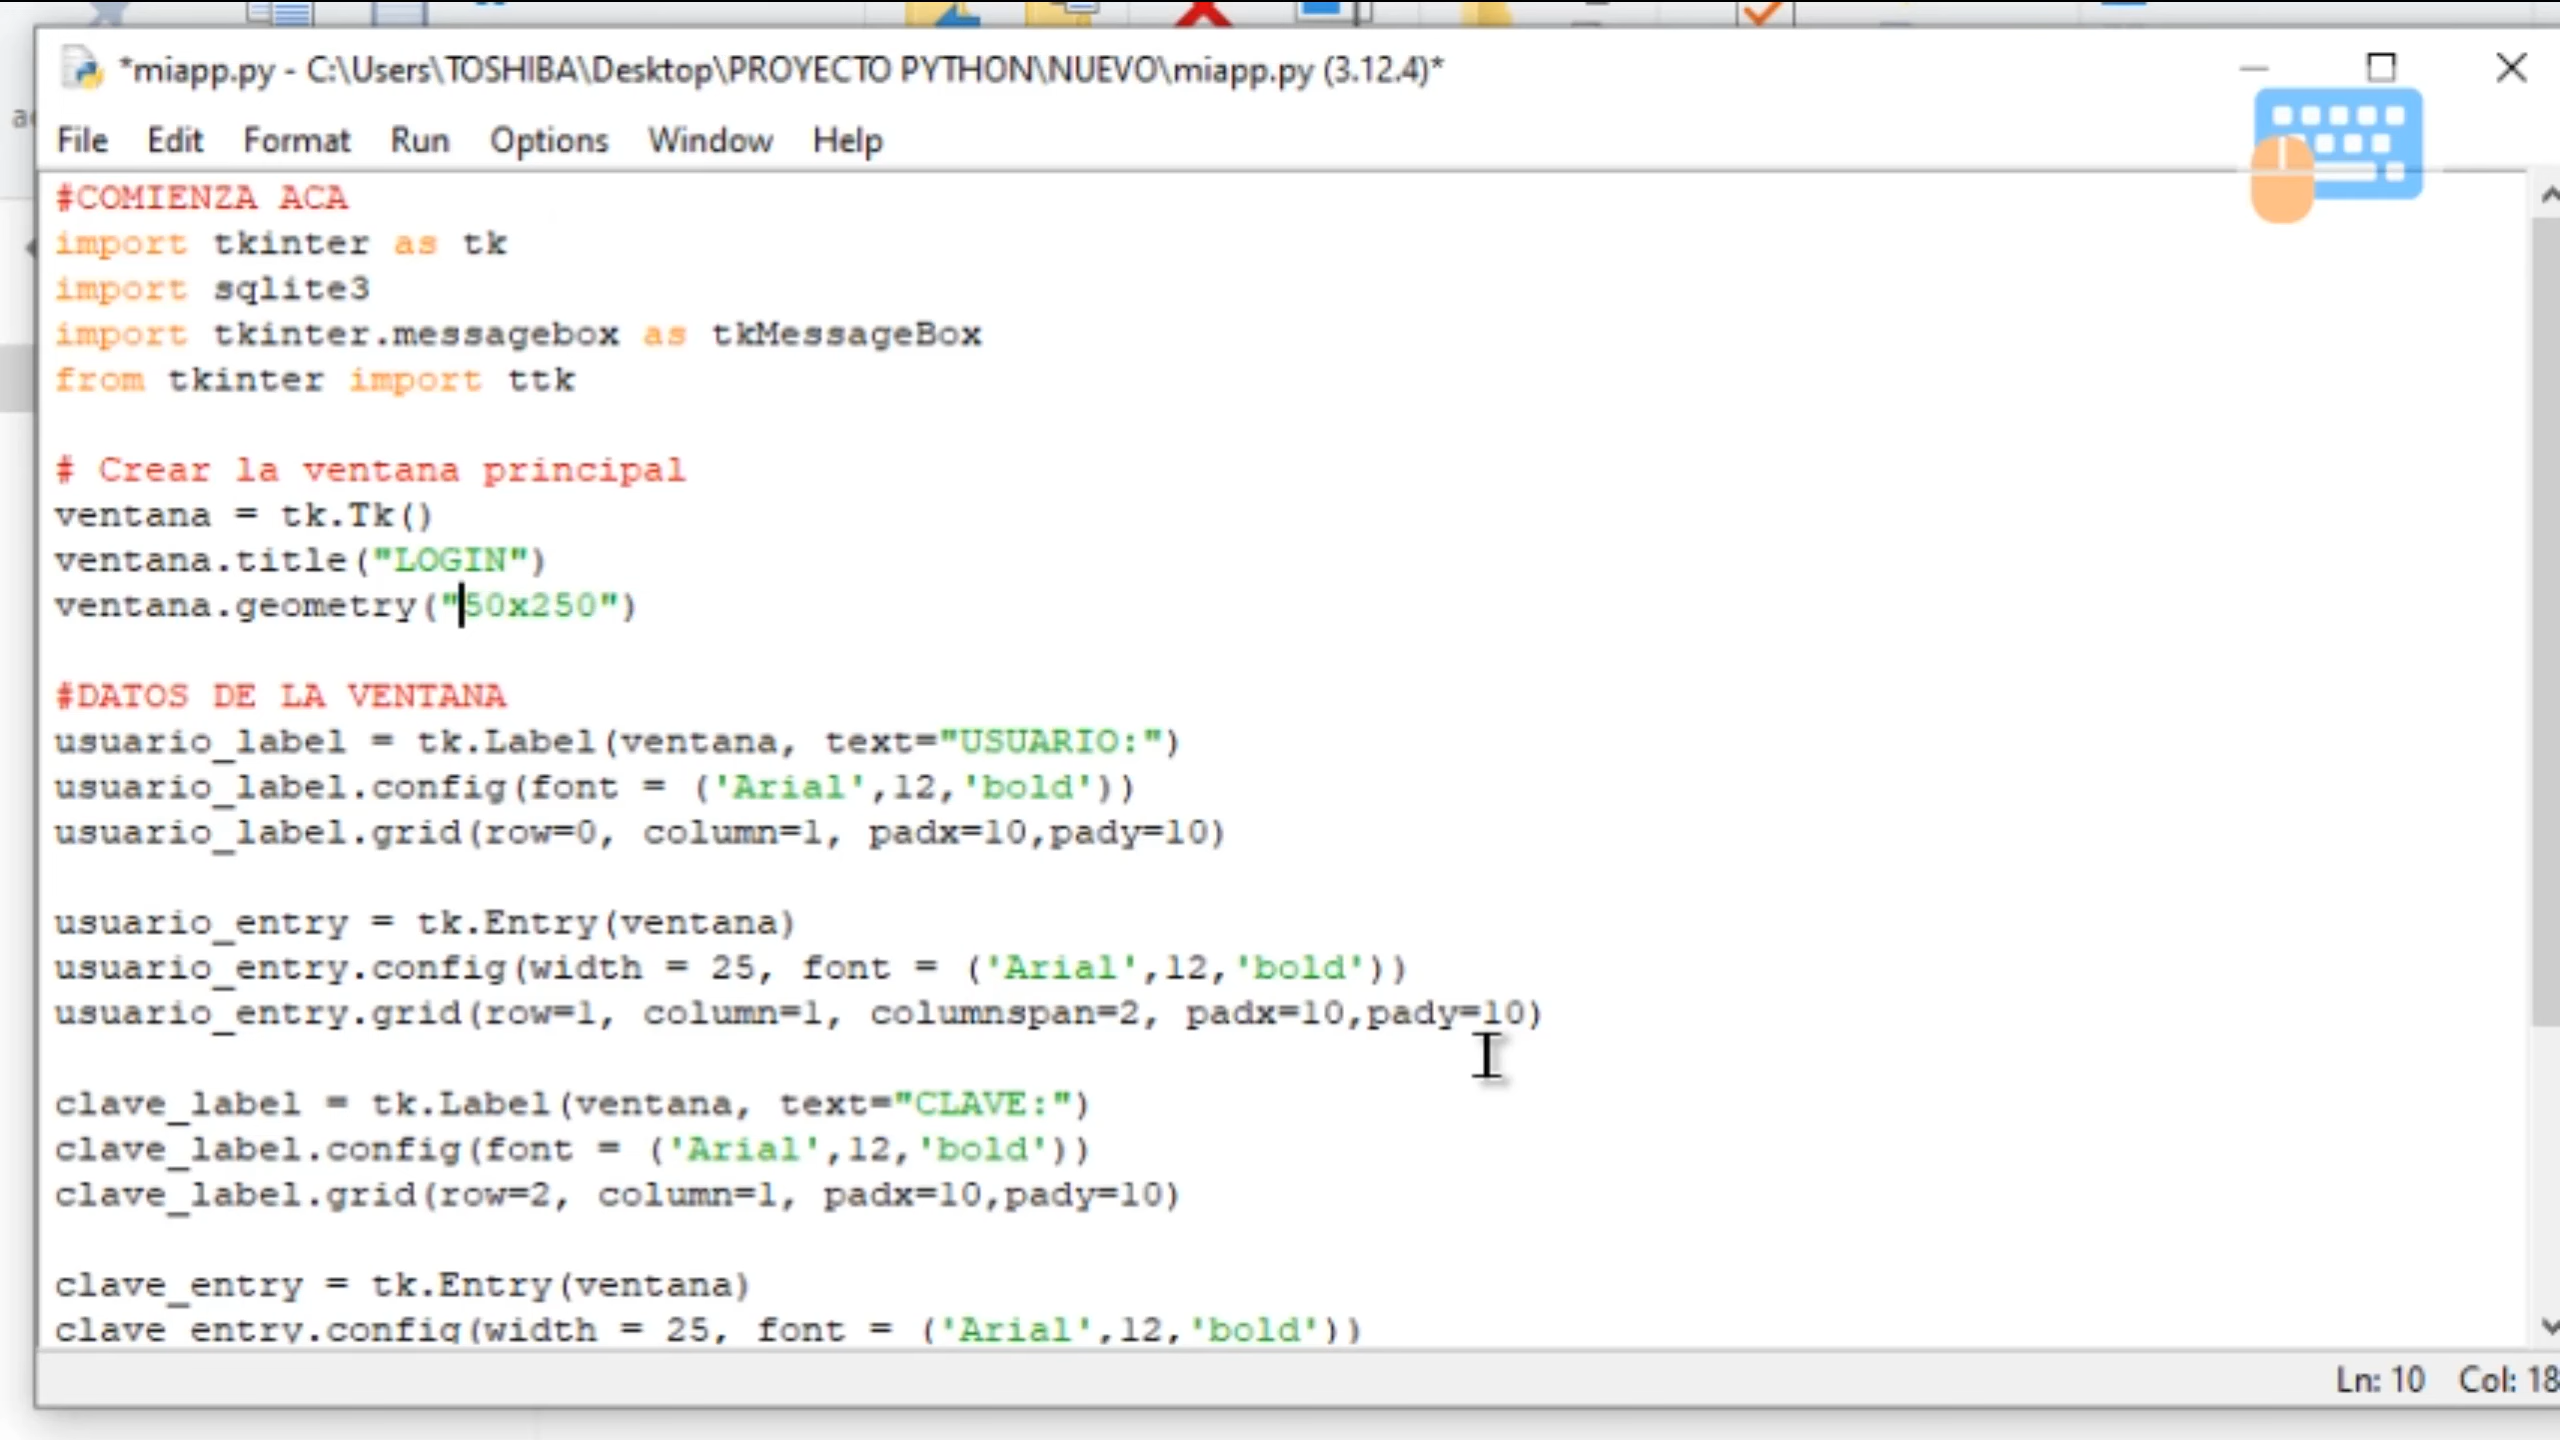 *miapp.py - C:\Users\TOSHIBA\Desktop\PROYECTO PYTHON\NUEVO\miapp.py (3.12.4)*
File Edit Format Run Options Window Help
#COMIENZA ACA
import tkinter as tk
import sqlite3
import tkinter.messagebox as tkMessageBox
from tkinter import ttk
# Crear la ventana principal
ventana = tk.Tk()
ventana.title("LOGIN")
ventana.geometry("50x250")
#DATOS DE LA VENTANA
usuario_label = tk.Label(ventana, text="USUARIO:")
usuario_label.config(font = ('Arial',12,'bold'))
usuario_label.grid(row=0, column=1, padx=10,pady=10)
usuario_entry = tk.Entry(ventana)
usuario_entry.config(width = 25, font = ('Arial',12,'bold'))
usuario_entry.grid(row=1, column=1, columnspan=2, padx=10,pady=10)
clave_label = tk.Label(ventana, text="CLAVE:")
clave_label.config(font = ('Arial',12,'bold'))
clave_label.grid(row=2, column=1, padx=10,pady=10)
clave_entry = tk.Entry(ventana)
clave_entry.config(width = 25, font = ('Arial',12,'bold'))
Ln: 10 Col: 18